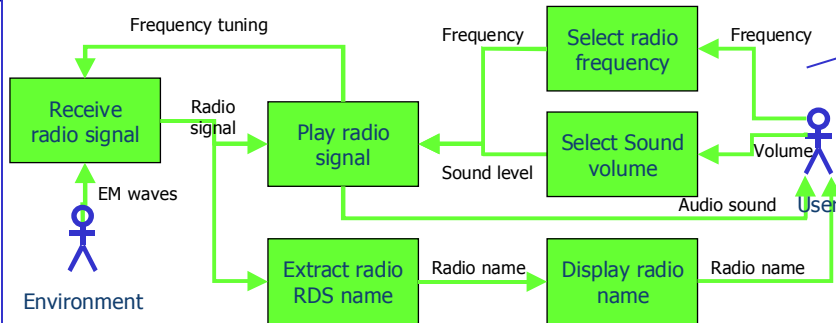 Frequency tuning
Frequency
Select radio
frequency
Frequency
Receive
radio signal
Radio
signal
Play radio
signal
Sound level
Select Sound
volume
Volume
EM waves
Audio sound
User
Environment
Extract radio
RDS name
Radio name
Display radio
name
Radio name